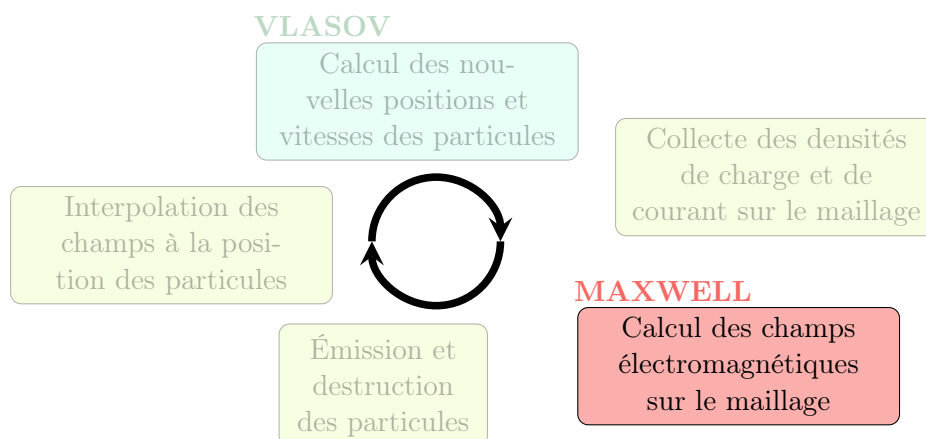 VLASOV
Calcul des nou-
velles positions et
vitesses des particules
Collecte des densités
de charge et de
courant sur le maillage
Interpolation des
champs à la posi-
tion des particules
MAXWELL
Calcul des champs
électromagnétiques
sur le maillage
Émission et
destruction
des particules